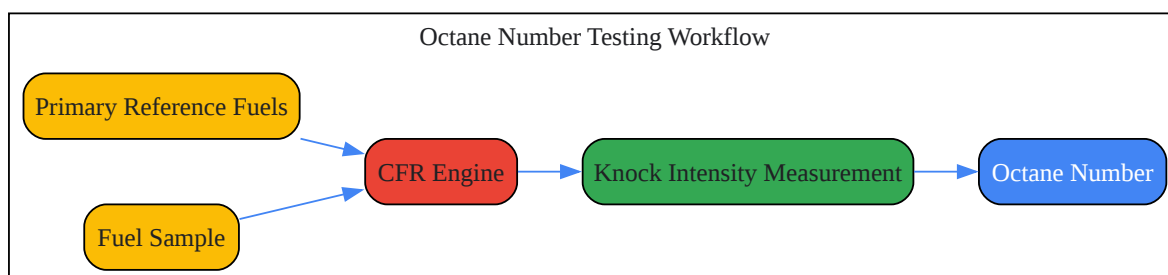 Octane Number Testing Workflow
Primary Reference Fuels
Fuel Sample
CFR Engine
Knock Intensity Measurement
Octane Number